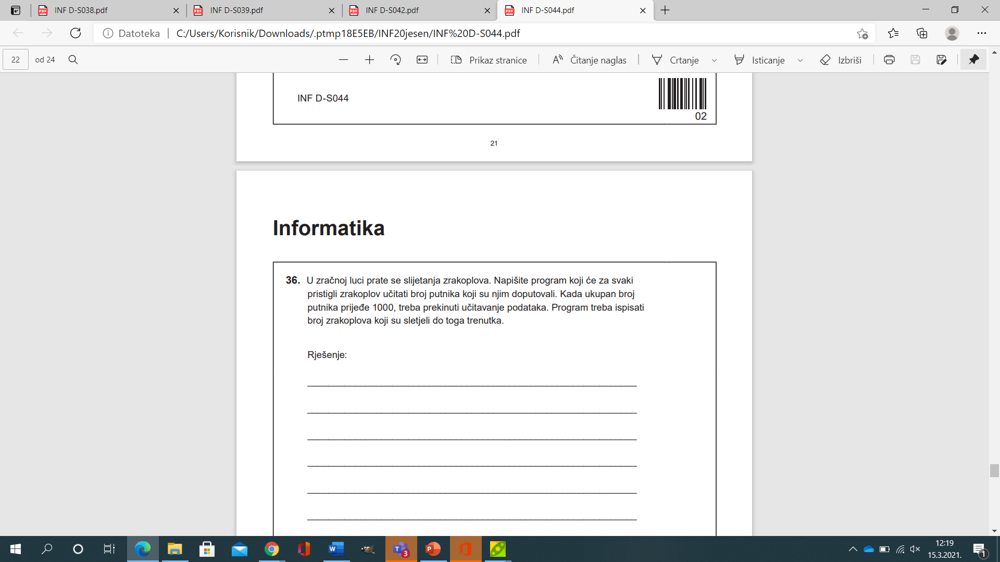 INF D-S038.pdf
INF D-S039.pdf
INF D-S042.pdf
INF D-S044.pdf
Datoteka
C:/Users/Korisnik/Downloads/.ptmp18E5EB/INF20jesen/INF%20D-S044.pdf
22
od 24
Prikaz stranice
Čitanje naglas
Crtanje
Isticanje
Izbriši
INF D-S044
02
21
Informatika
36. U zračnoj luci prate se slijetanja zrakoplova. Napišite program koji će za svaki
pristigli zrakoplov učitati broj putnika koji su njim doputovali. Kada ukupan broj
putnika prijeđe 1000, treba prekinuti učitavanje podataka. Program treba ispisati
broj zrakoplova koji su sletjeli do toga trenutka.
Rješenje:
12:19
15.3.2021.
3
1